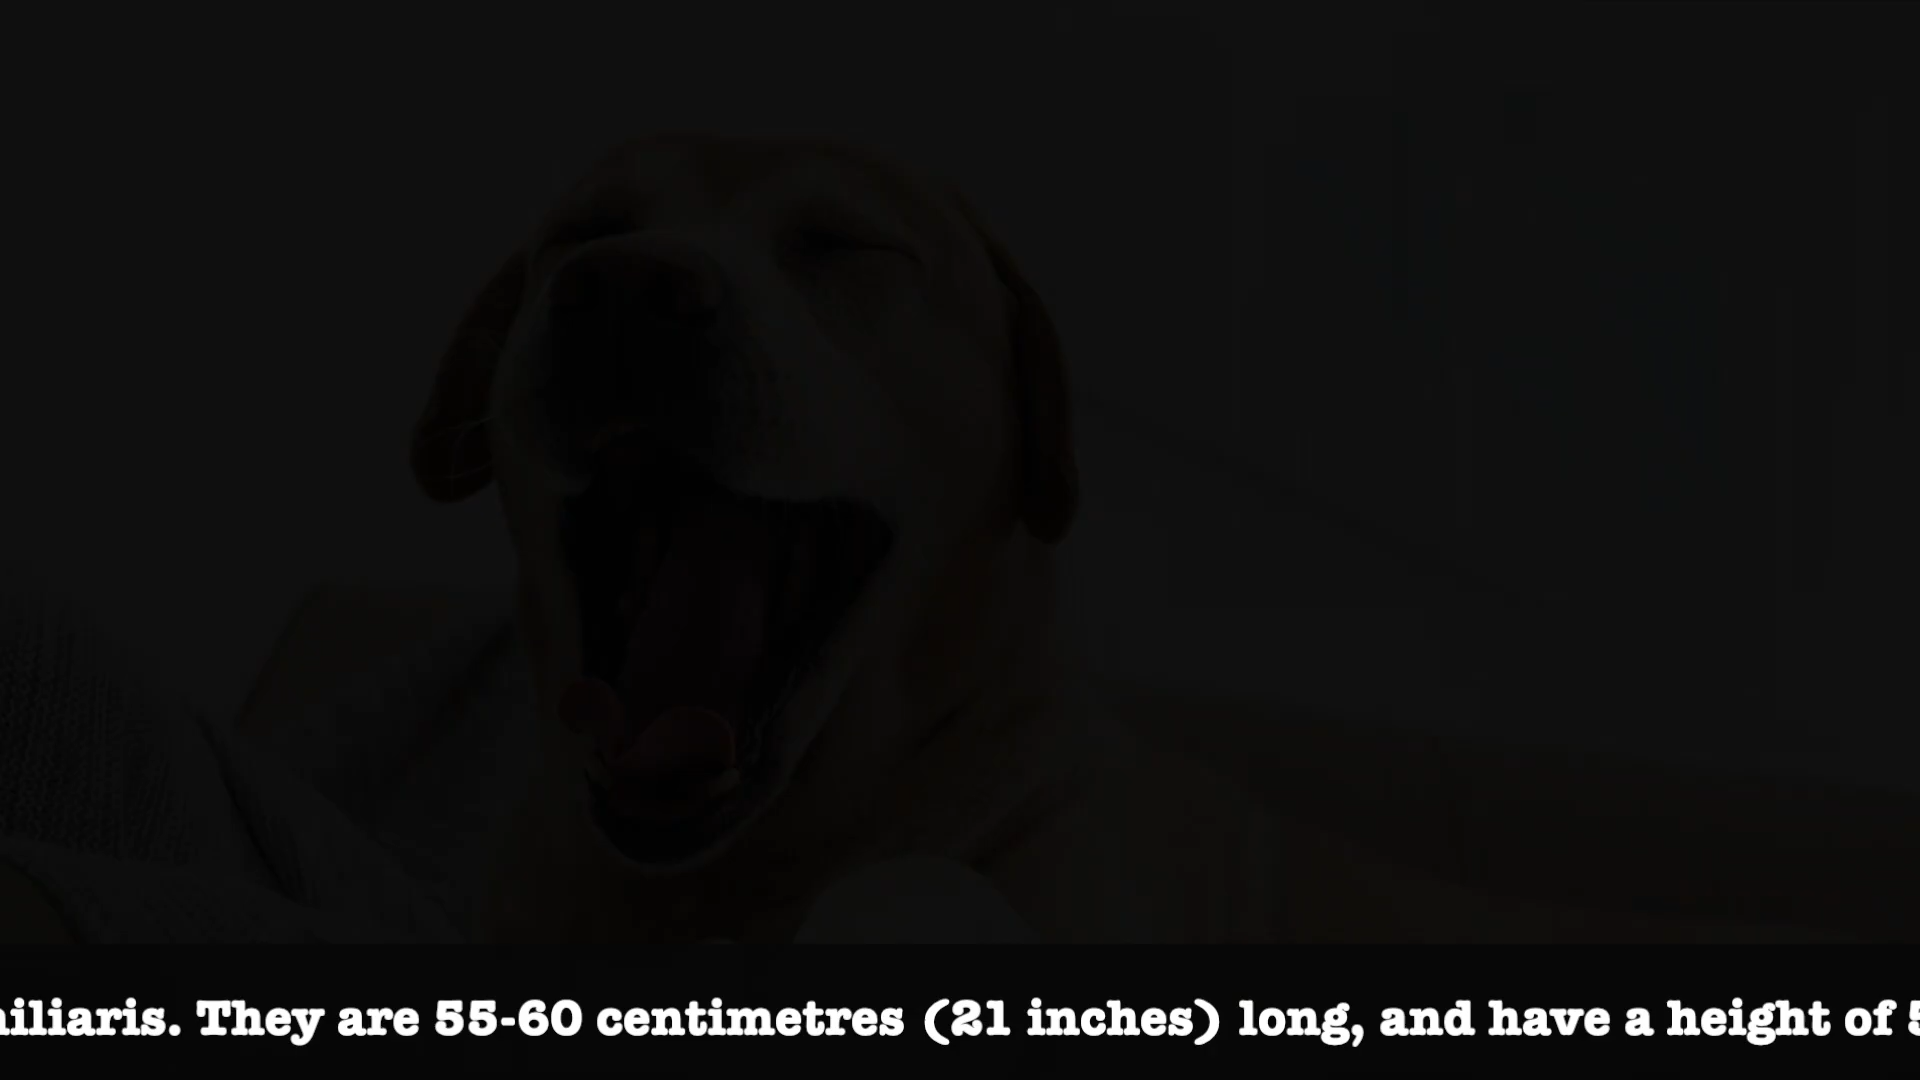 iliaris. They are 55-60 centimetres (21 inches) long, and have a height of